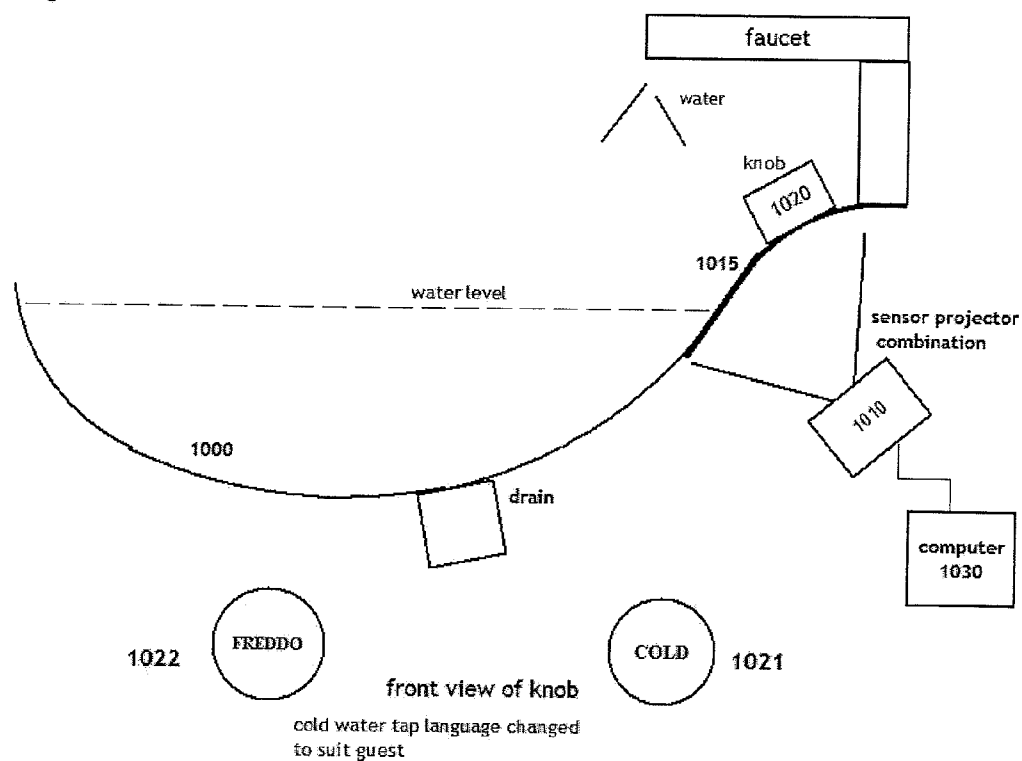 faucet
water
knob
1020
1015
water level
sensor projector
combination
1010
1000
drain
computer
1030
1022
FREDDO
COLD
1021
front view of knob
cold water tap language changed
to suit guest